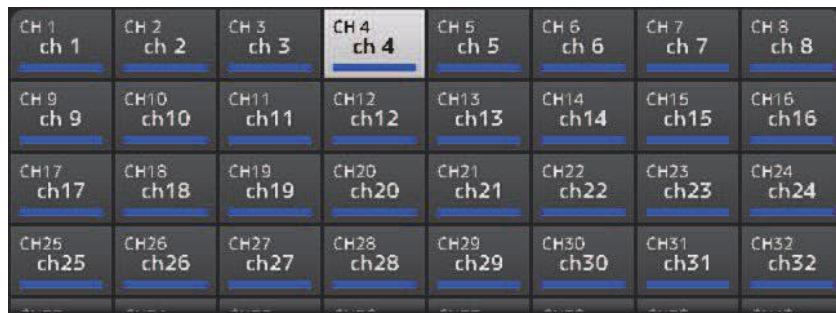 CH 1 CH 2 CH 3 CH 4 CH 5 CH 6 CH 7 CH 8
ch 1 ch 2 ch 3 ch 4 ch 5 ch 6 ch 7 ch 8
CH 9 CH10 CH11 CH12 CH13 CH14 CH15 CH16
ch 9 ch10 ch11 ch12 ch13 ch14 ch15 ch16
CH17 CH18 CH19 CH20 CH21 CH22 CH23 CH24
ch17 ch18 ch19 ch20 ch21 ch22 ch23 ch24
CH25 CH26 CH27 CH28 CH29 CH30 CH31 CH32
ch25 ch26 ch27 ch28 ch29 ch30 ch31 ch32